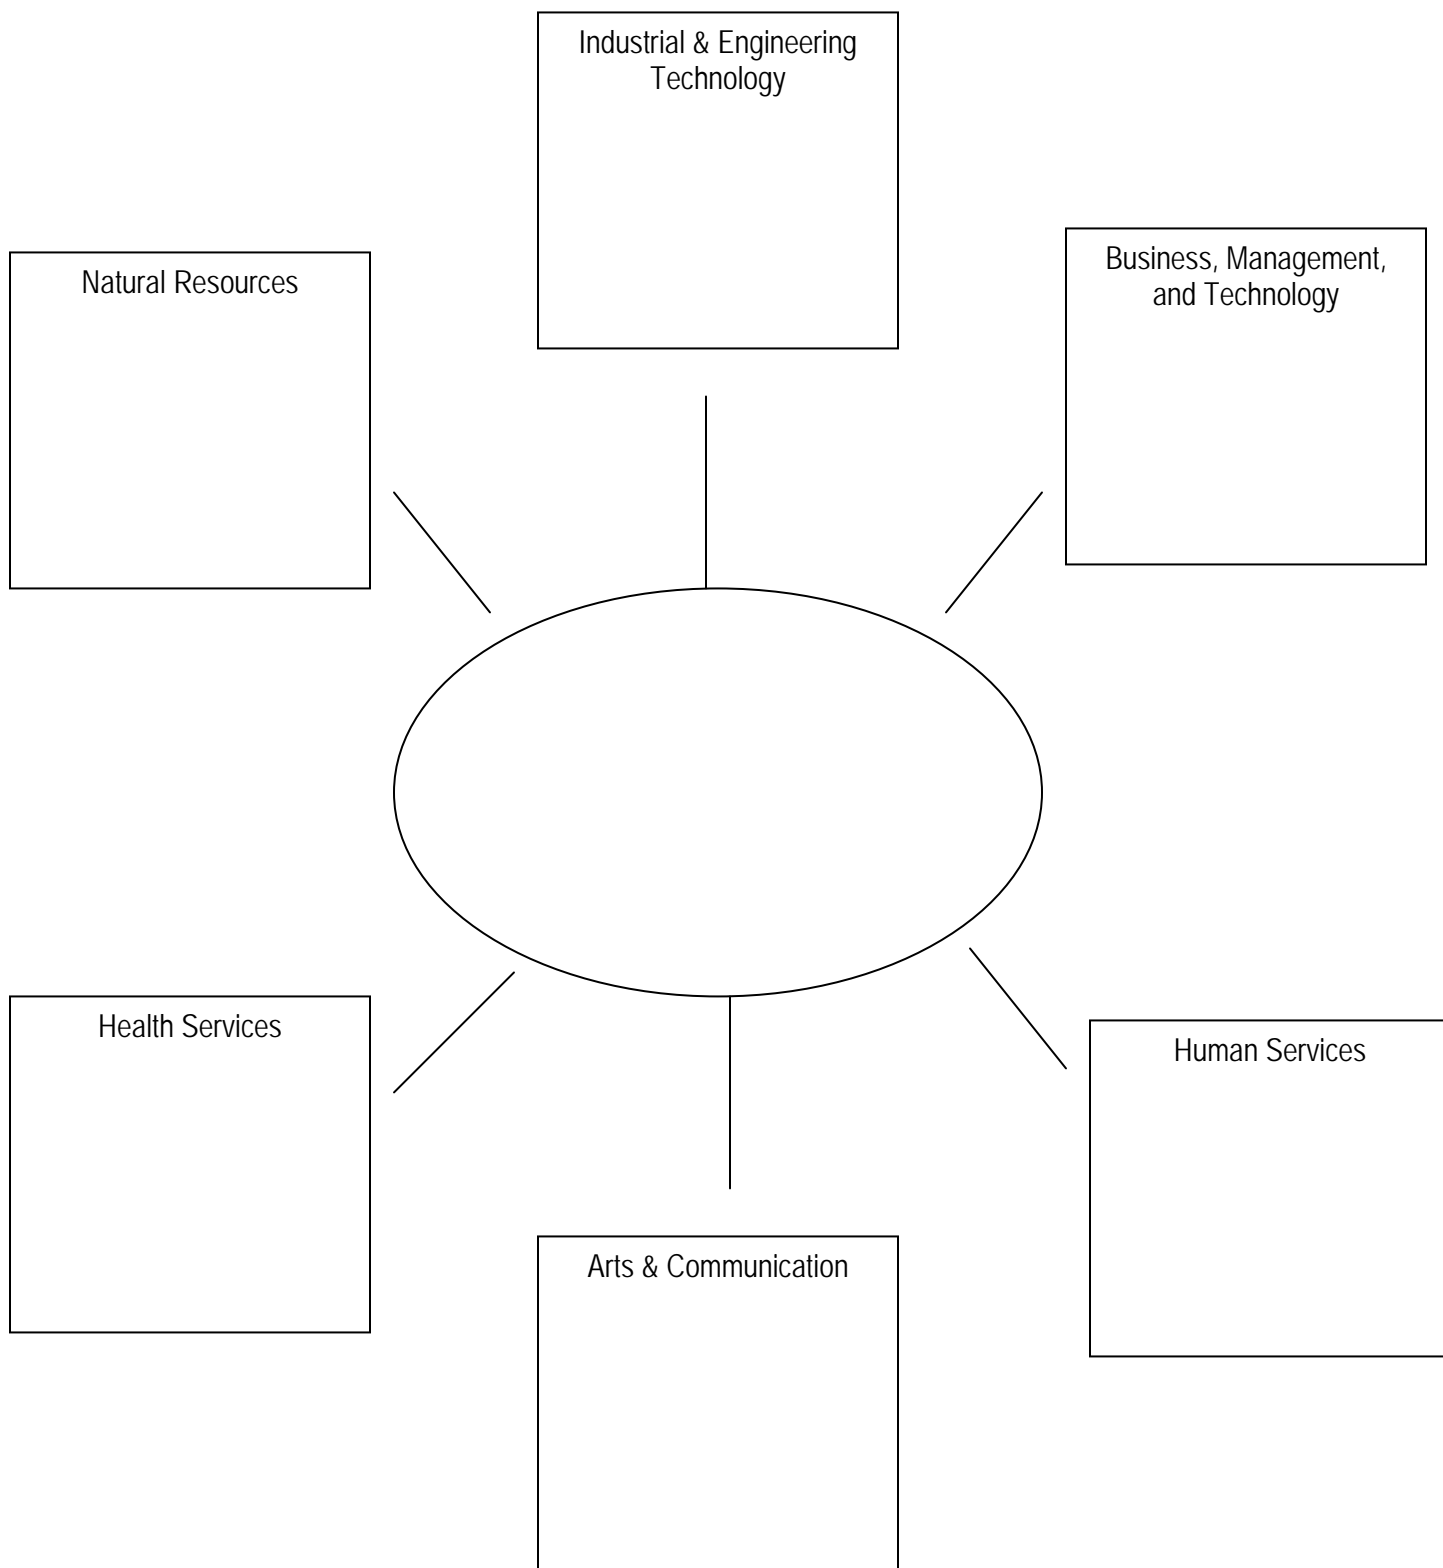 Industrial & Engineering
Technology
Natural Resources
Business, Management,
and Technology
Health Services
Human Services
Arts & Communication